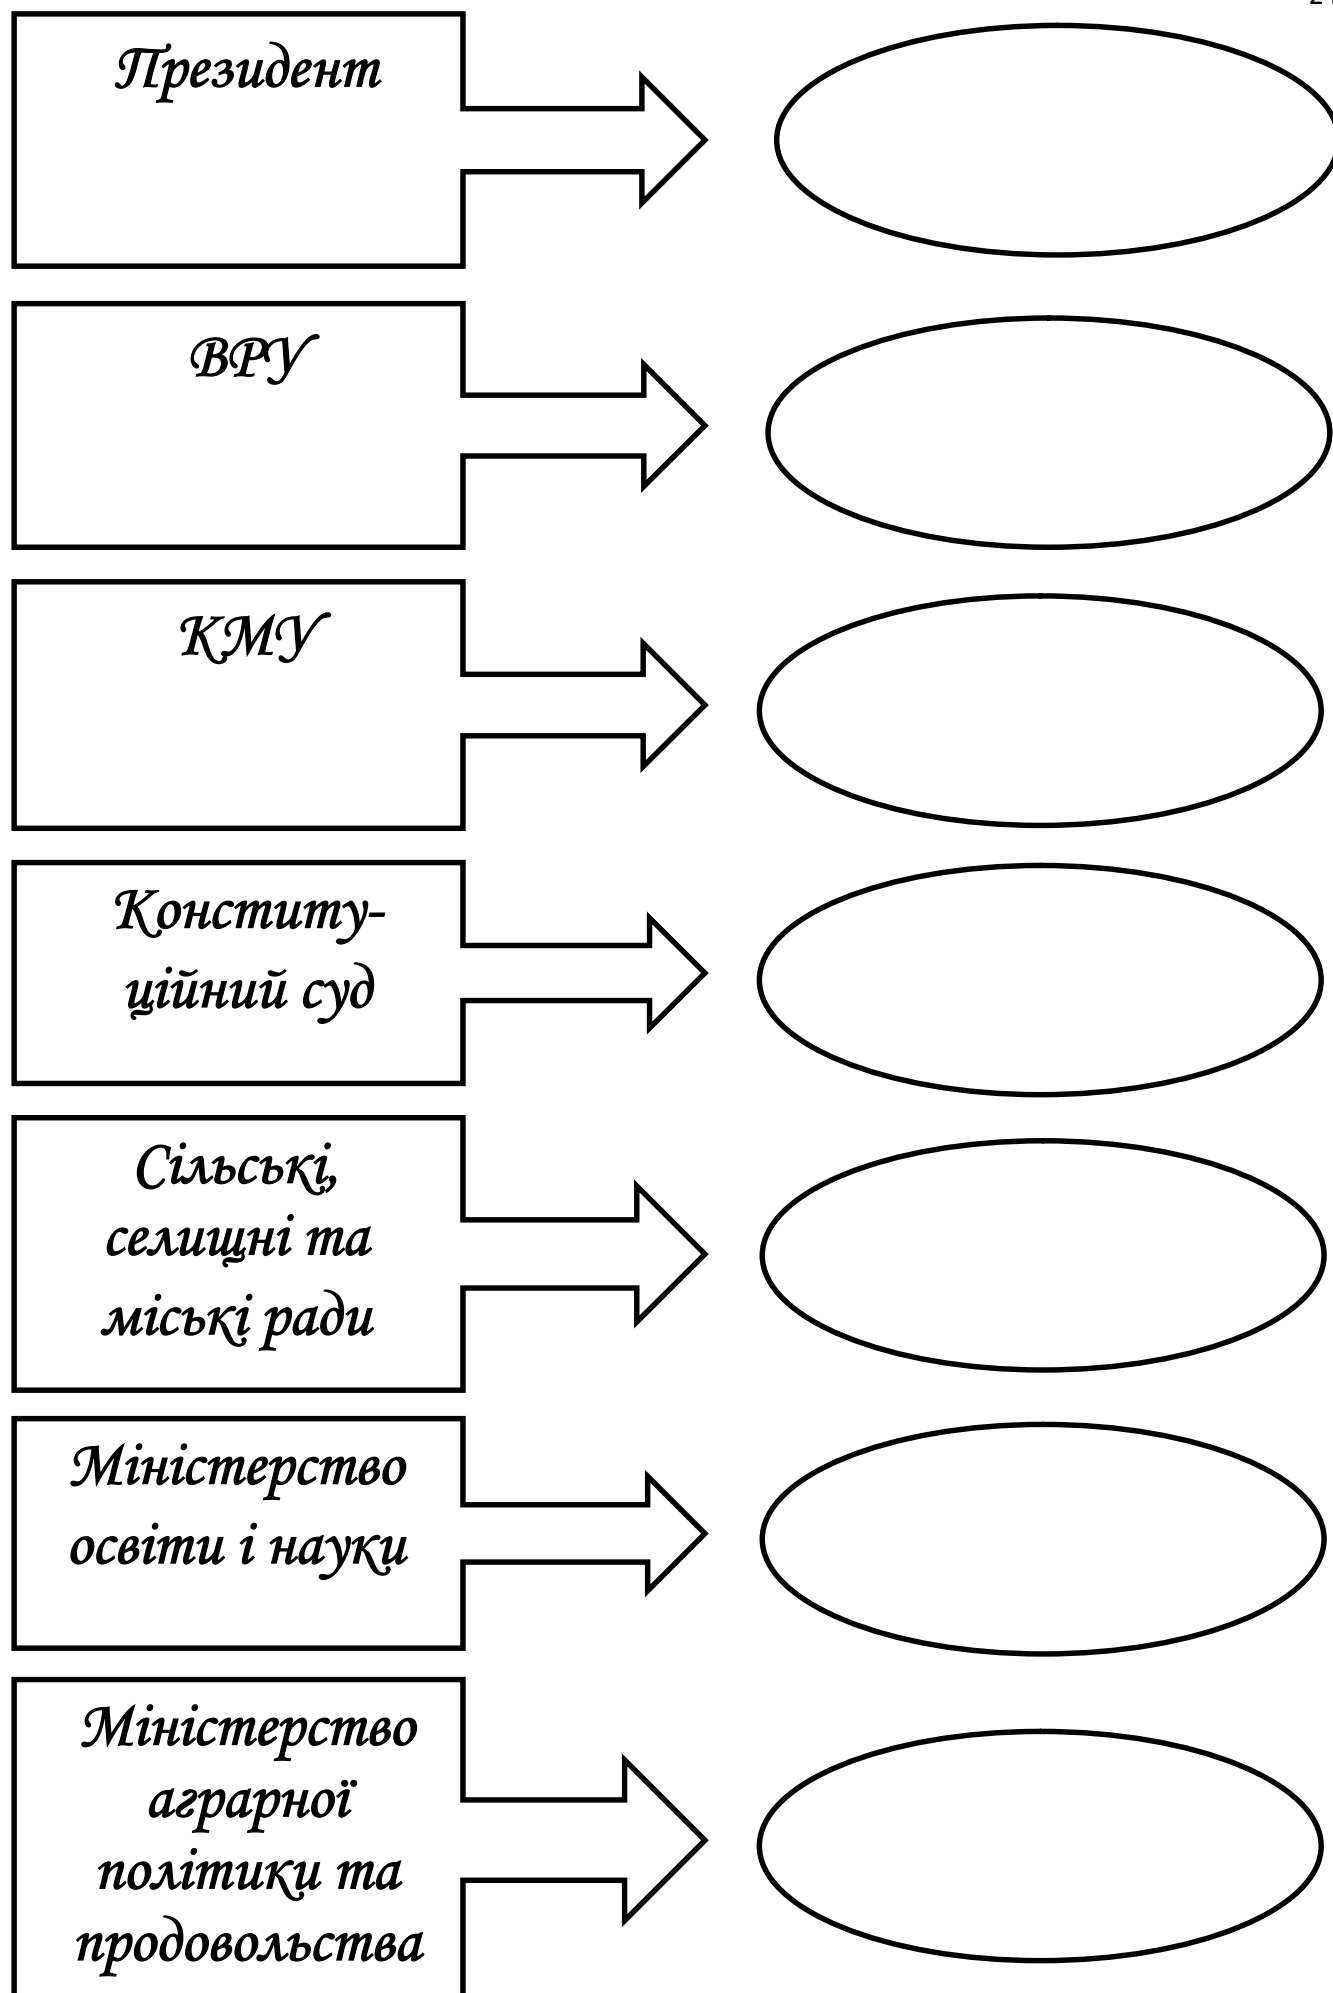 Президент
ВРУ
КМУ
Конститу-
ційний суд
Сільські,
селищні та
міські ради
Міністерство
освіти і науки
Міністерство
аграрної
політики та
продовольства